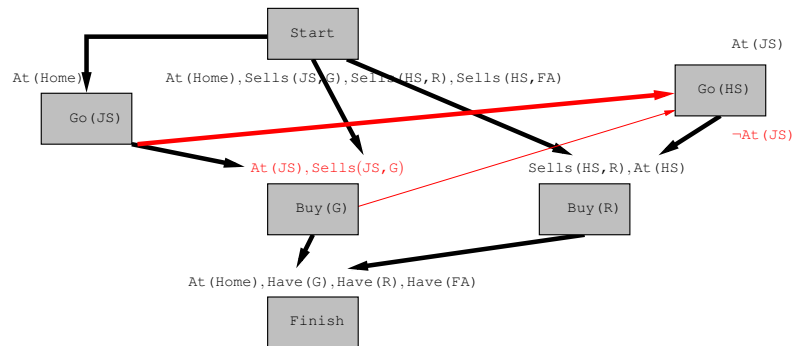 Start
At(JS)
At(Home)
At(Home),Sells(JS,G),Sells(HS,R),Sells(HS,FA)
Go(HS)
Go(JS)
¬At(JS)
At(JS),Sells(JS,G)
Sells(HS,R),At(HS)
Buy(G)
Buy(R)
At(Home),Have(G),Have(R),Have(FA)
Finish